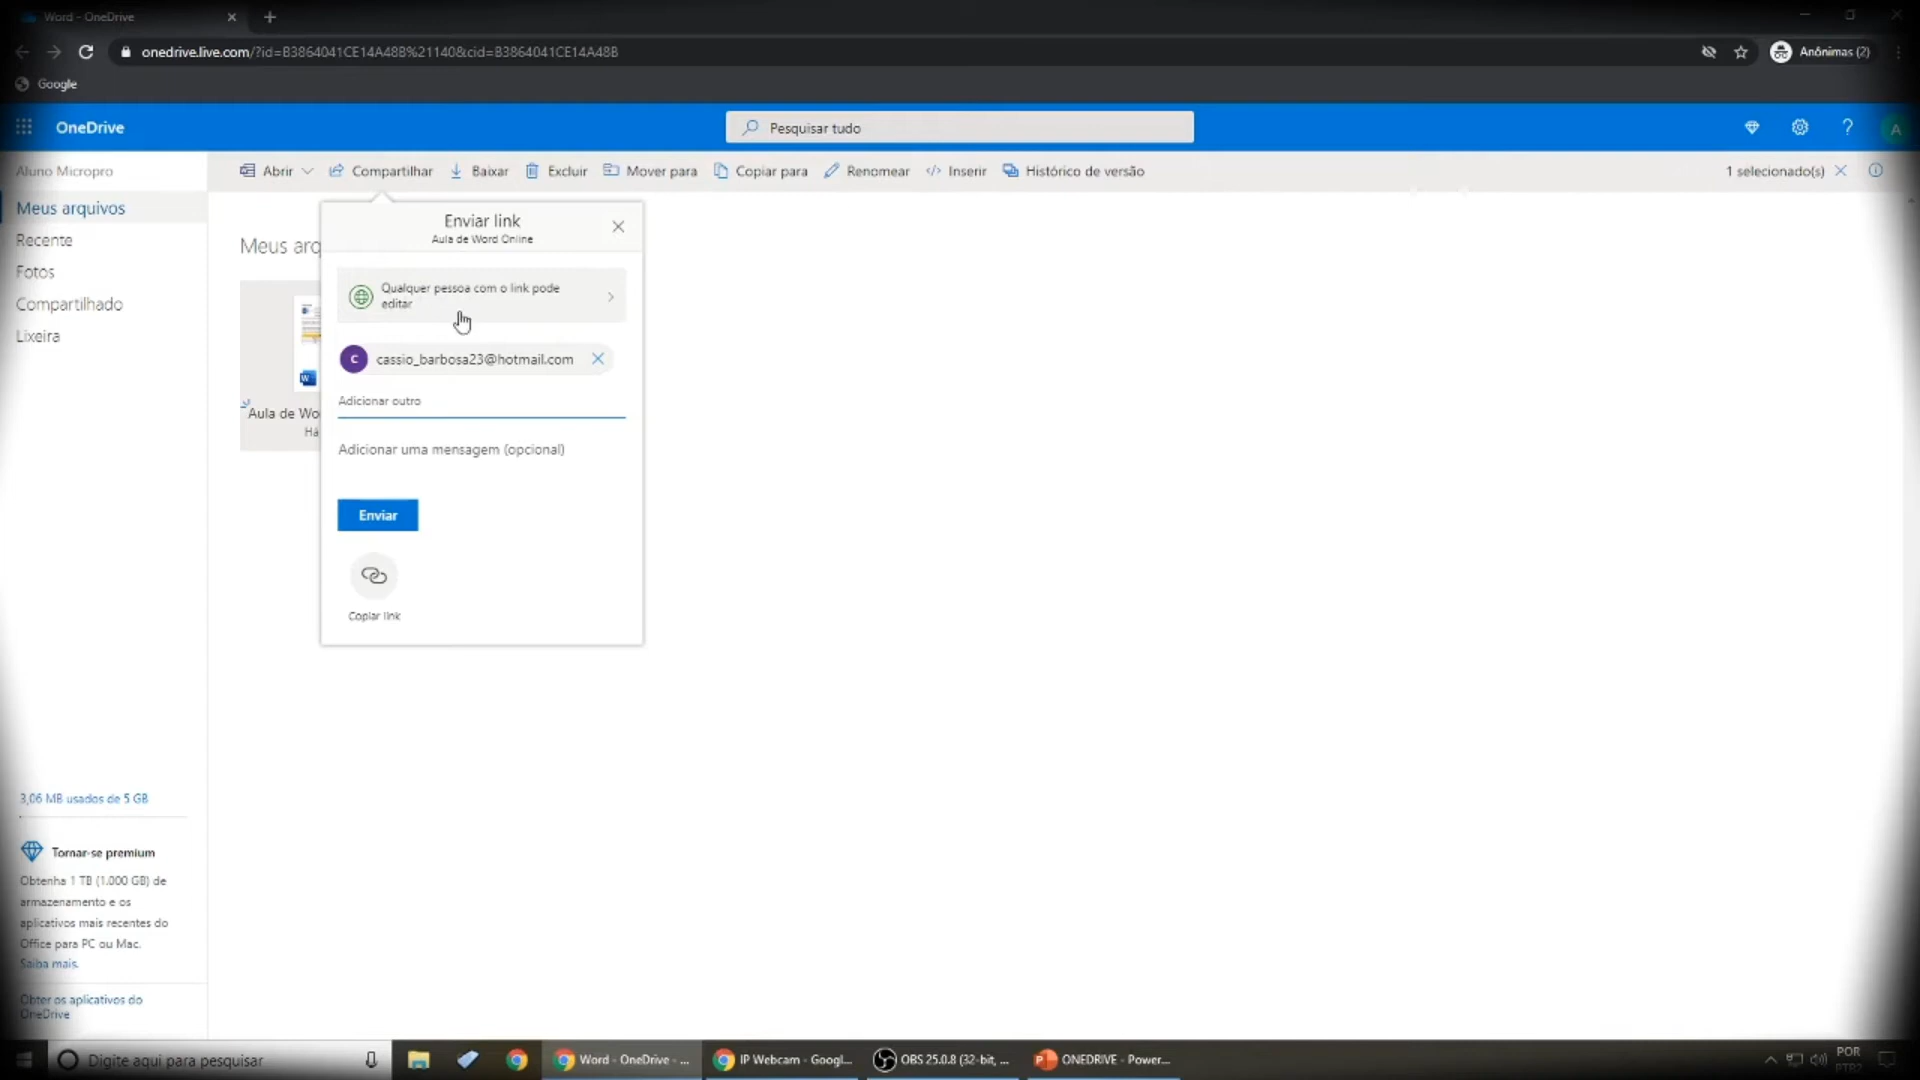 Word - OneDrive
onedrive.live.com/?id=B3864041CE14A48B%21140&cid=B3864041CE14A48B
Anônimas (2)
Google
OneDrive
Pesquisar tudo
A
Aluno Micropro
Abrir
Compartilhar
Baixar
Excluir
Mover para
Copiar para
Renomear
Inserir
Histórico de versão
1 selecionado(s)
Meus arquivos
Recente
Fotos
Compartilhado
Lixeira
Meus arq
Aula de Wo
Há
Enviar link
Aula de Word Online
Qualquer pessoa com o link pode
editar
C
cassio_barbosa23@hotmail.com
Adicionar outro
Adicionar uma mensagem (opcional)
Enviar
Copiar link
3,06 MB usados de 5 GB
Tornar-se premium
Obtenha 1 TB (1.000 GB) de
armazenamento e os
aplicativos mais recentes do
Office para PC ou Mac.
Saiba mais.
Obter os aplicativos do
OneDrive
Digite aqui para pesquisar
Word - OneDrive - ...
IP Webcam - Googl...
OBS 25.0.8 (32-bit, ...
ONEDRIVE - Power...
POR
PTB2